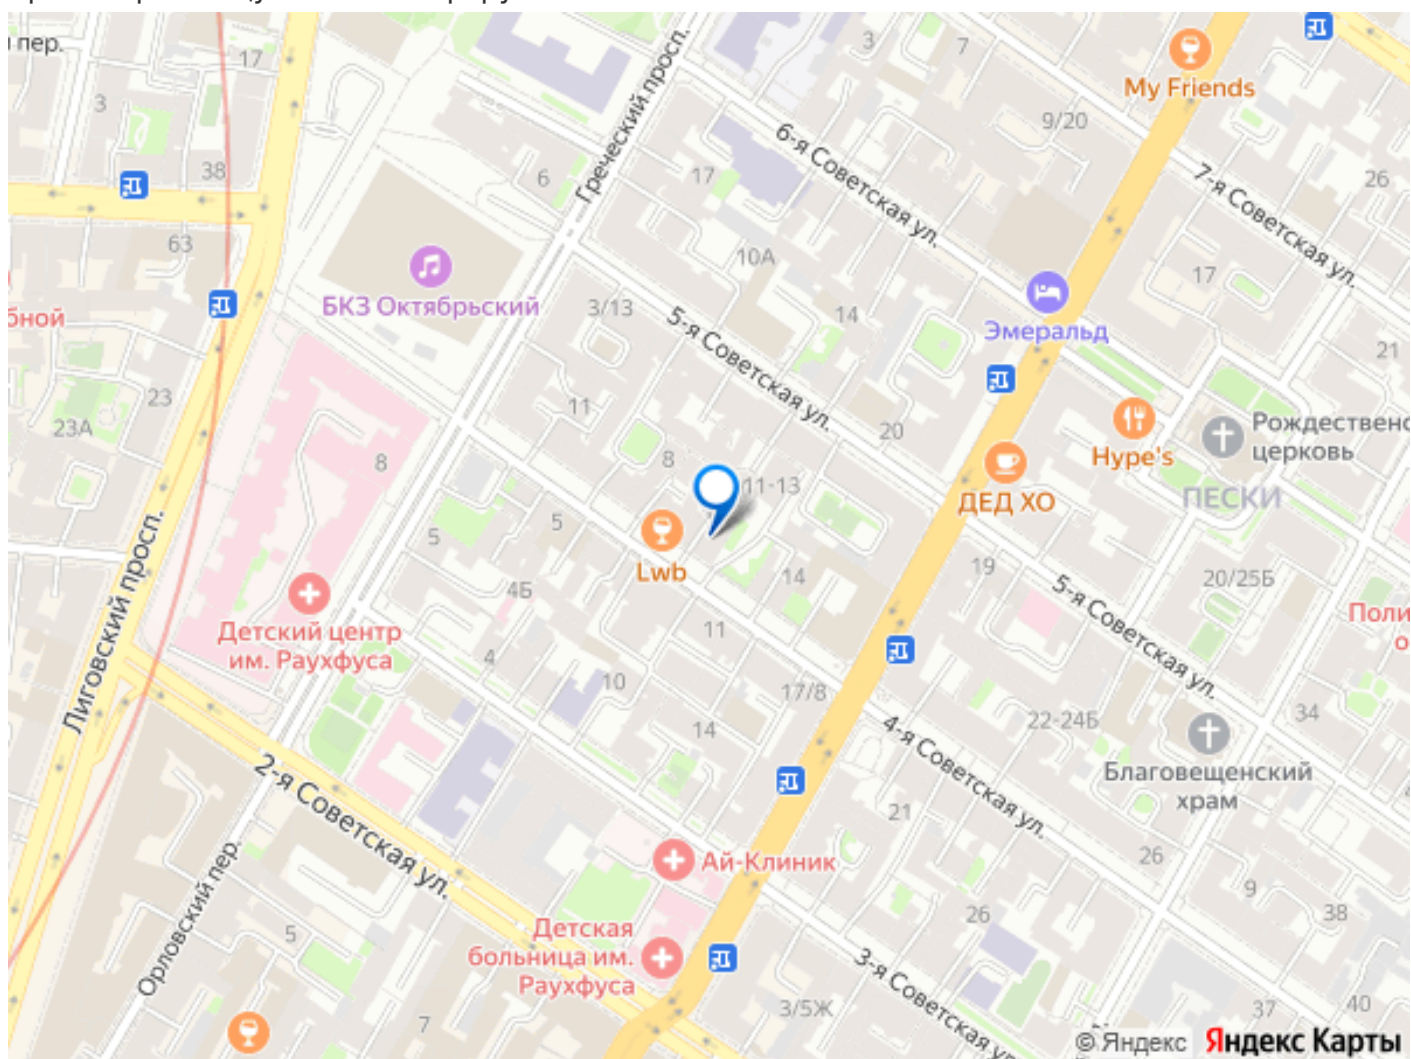 пер.
17
3
38
63
бной
23
23А
Лиговский просп.
Греческий просп.
6
17
3
7
9/20
My Friends
6-я Советская ул.
7-я Советская ул.
26
17
21
БКЗ Октябрьский
3/13
10А
14
5-я Советская ул.
Эмеральд
11
8
8
11-13
20
Hype's
Рождественс
церковь
ПЕСКИ
ДЕД ХО
5
5
Lwb
4Б
14
11
19
20/25Б
5-я Советская ул.
Поли
о
Детский центр
им. Раухфуса
4
10
17/8
14
22-24Б
34
4-я Советская ул.
Благовещенский
храм
2-я Советская ул.
21
26
Ай-Клиник
9
38
26
Орловский пер.
5
Детская
больница им.
Раухфуса
3-я Советская ул.
3/5Ж
7
37
40
© Яндекс Яндекс Карты